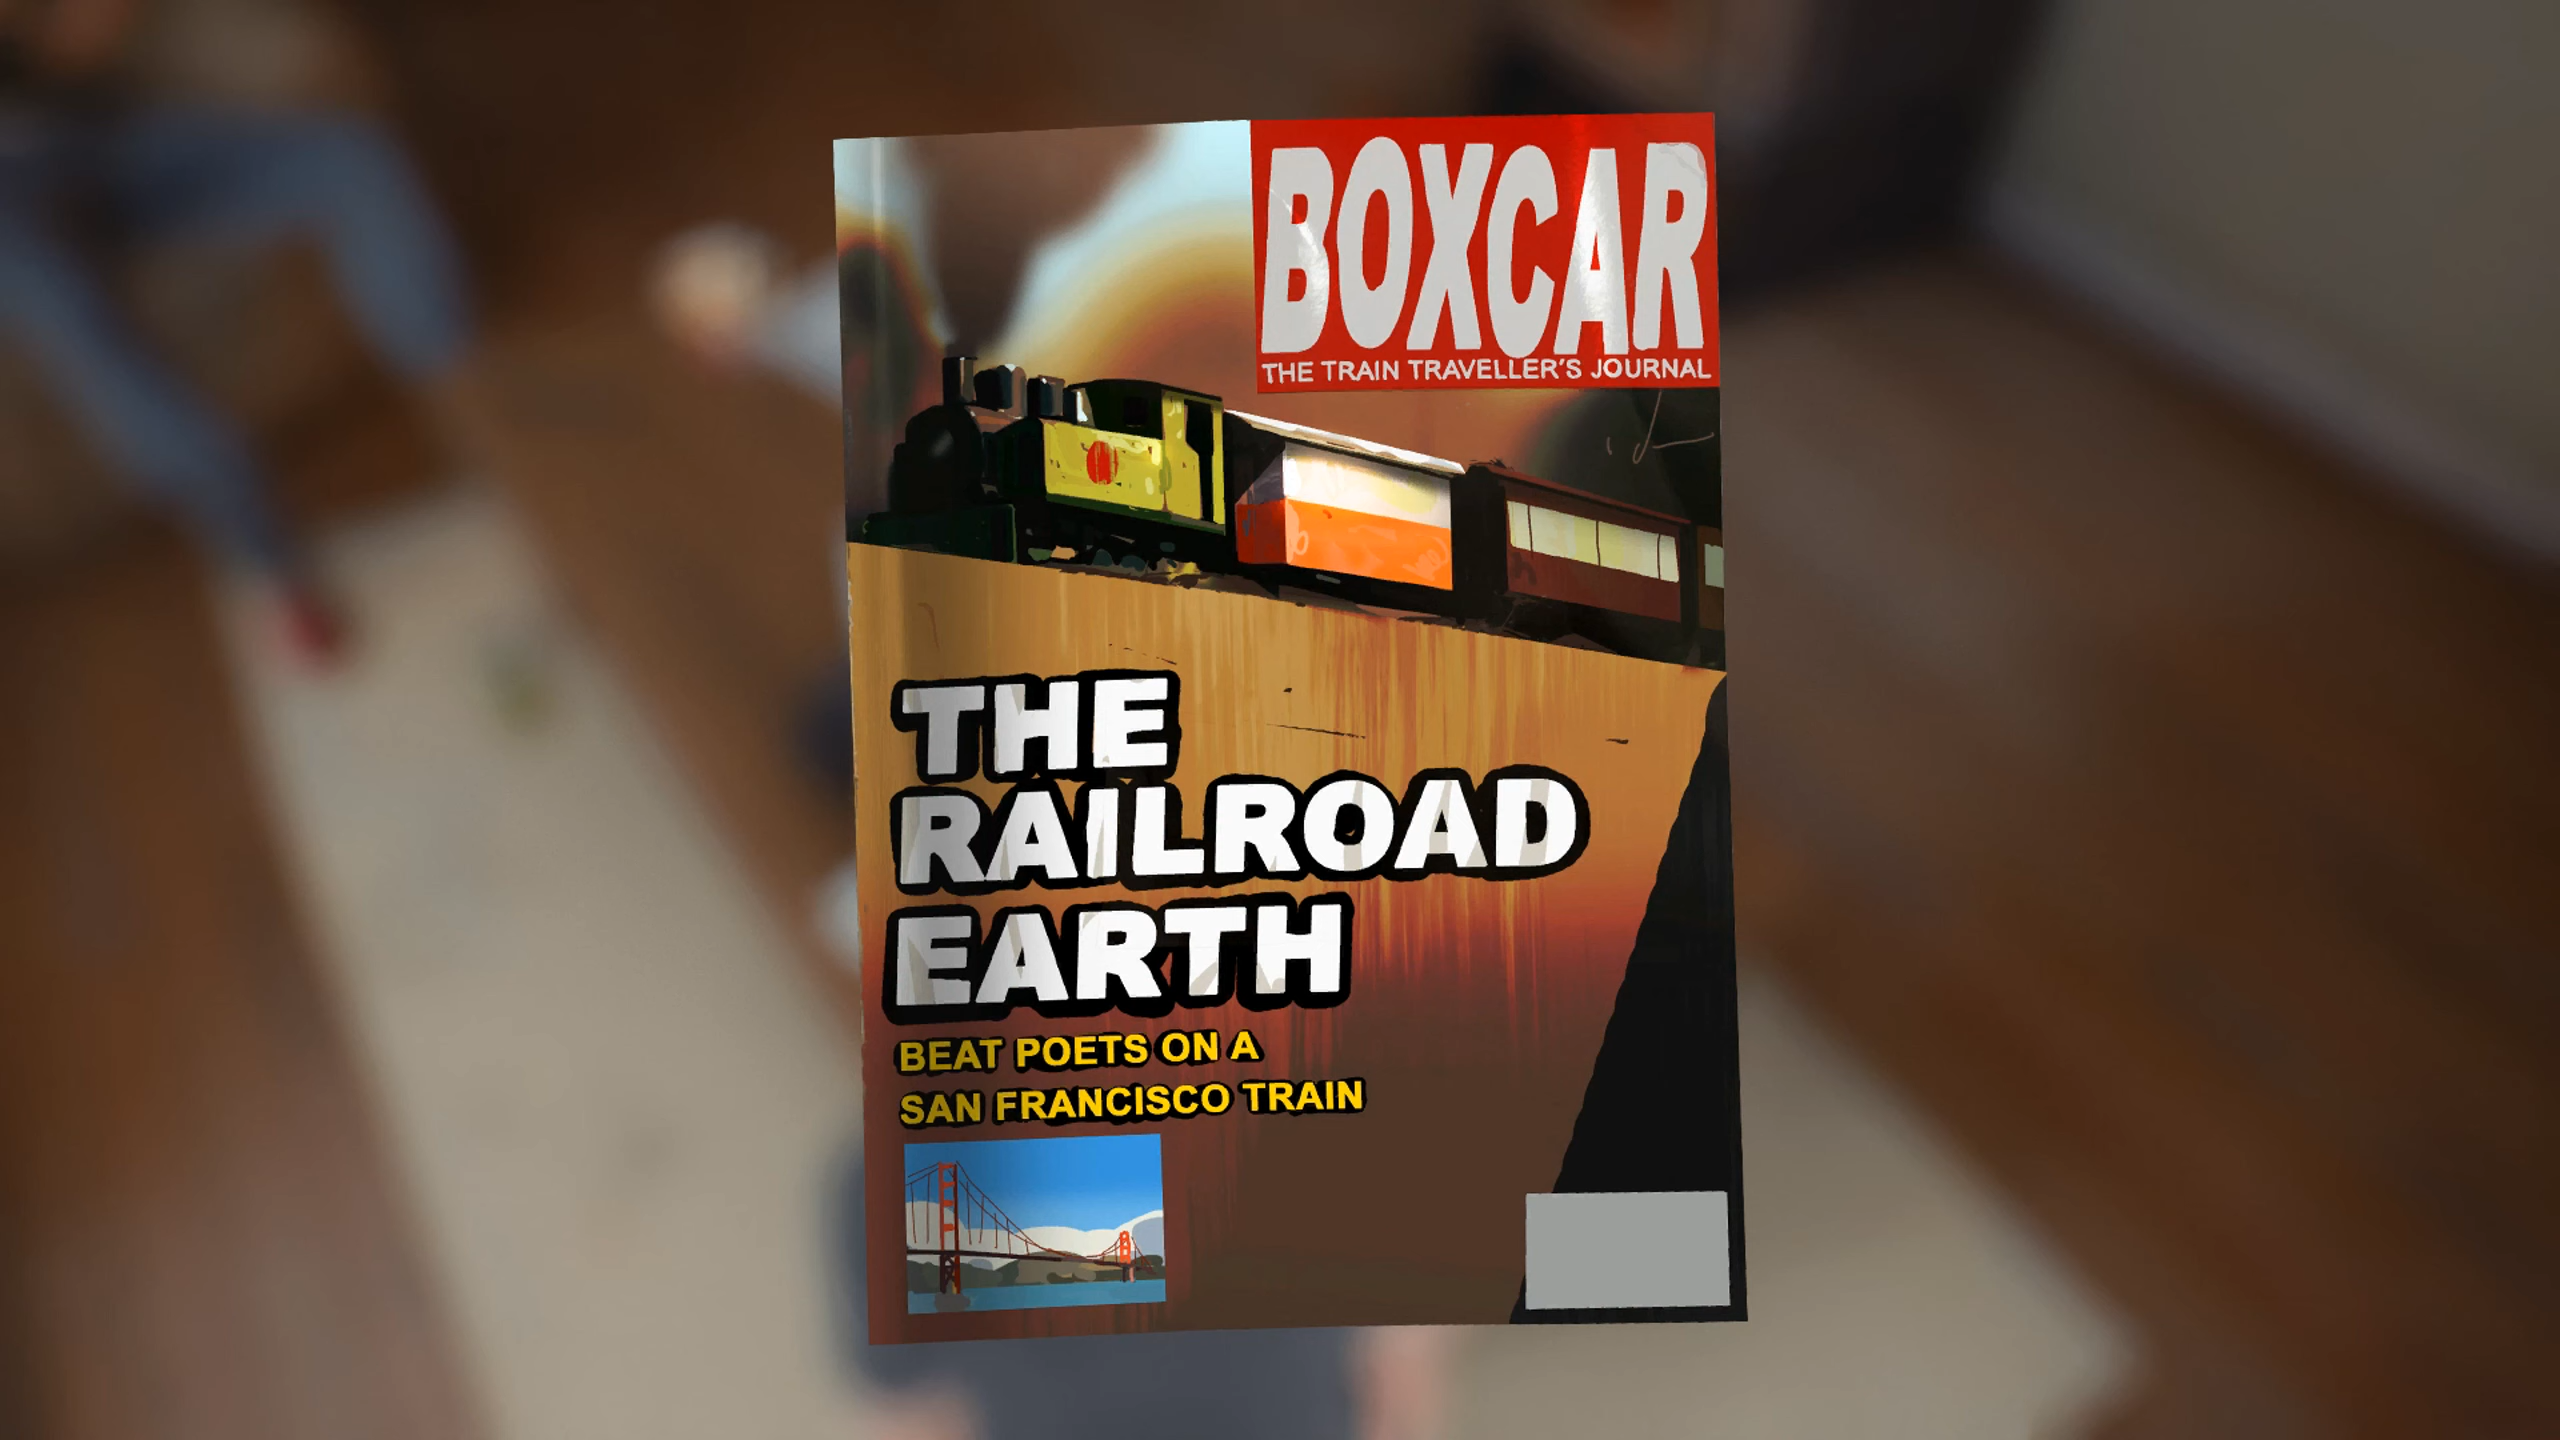 BOXCAR
THE TRAIN TRAVELLER'S JOURNAL
THE
RAILROAD
EARTH
BEAT POETS ON A
SAN FRANCISCO TRAIN